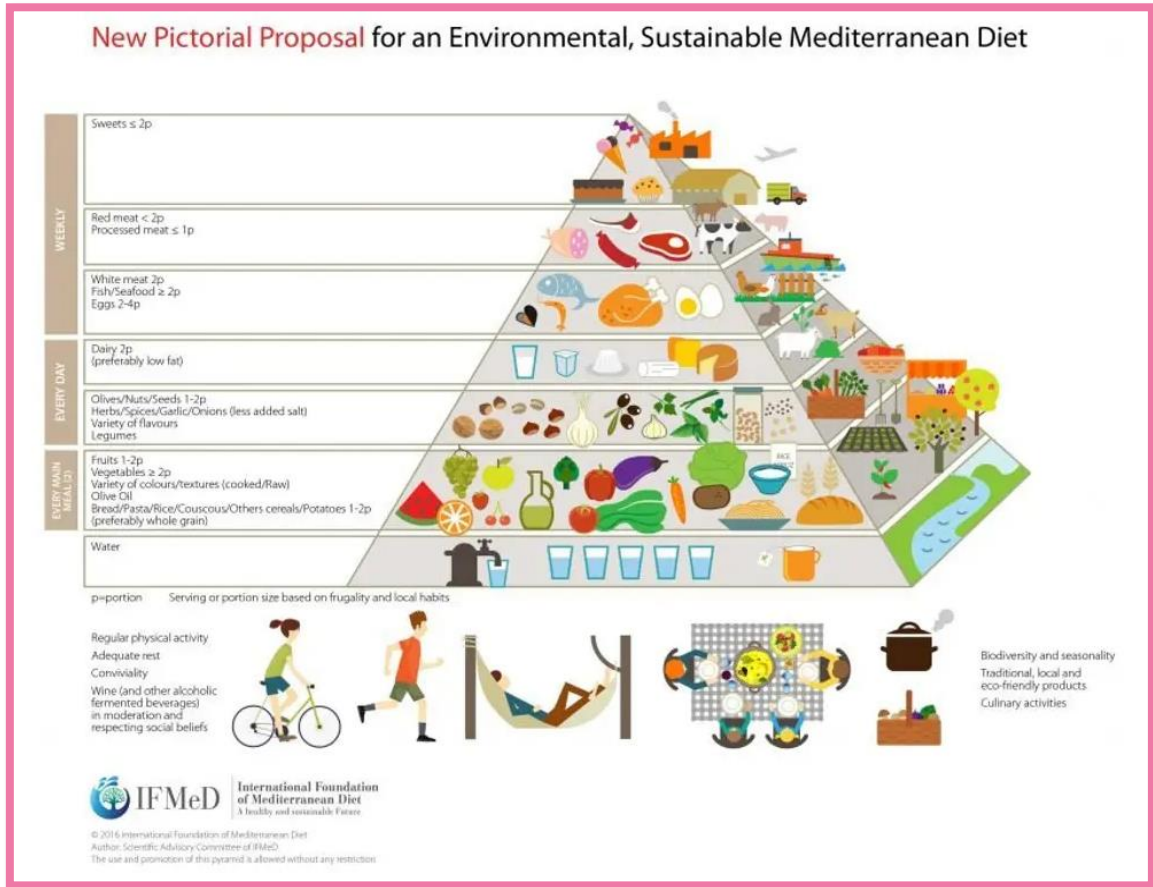 New Pictorial Proposal for an Environmental, Sustainable Mediterranean Diet
WEEKLY
Sweets ≤ 2p
Red meat < 2p
Processed meat ≤ 1p
White meat 2p
Fish/Seafood ≥ 2p
Eggs 2-4p
EVERY DAY
Dairy 2p
(preferably low fat)
Olives/Nuts/Seeds 1-2p
Herbs/Spices/Garlic/Onions (less added salt)
Variety of flavours
Legumes
EVERY MAIN
MEAL (2)
Fruits 1-2p
Vegetables ≥ 2p
Variety of colours/textures (cooked/Raw)
Olive Oil
Bread/Pasta/Rice/Couscous/Others cereals/Potatoes 1-2p
(preferably whole grain)
RICE
Water
p=portion Serving or portion size based on frugality and local habits
Regular physical activity
Adequate rest
Conviviality
Wine (and other alcoholic
fermented beverages)
in moderation and
respecting social beliefs
Biodiversity and seasonality
Traditional, local and
eco-friendly products
Culinary activities
IFMeD
International Foundation
of Mediterranean Diet
A healthy and sustainable Future
© 2016 International Foundation of Mediterranean Diet
Author: Scientific Advisory Committee of IFMeD
The use and promotion of this pyramid is allowed without any restriction